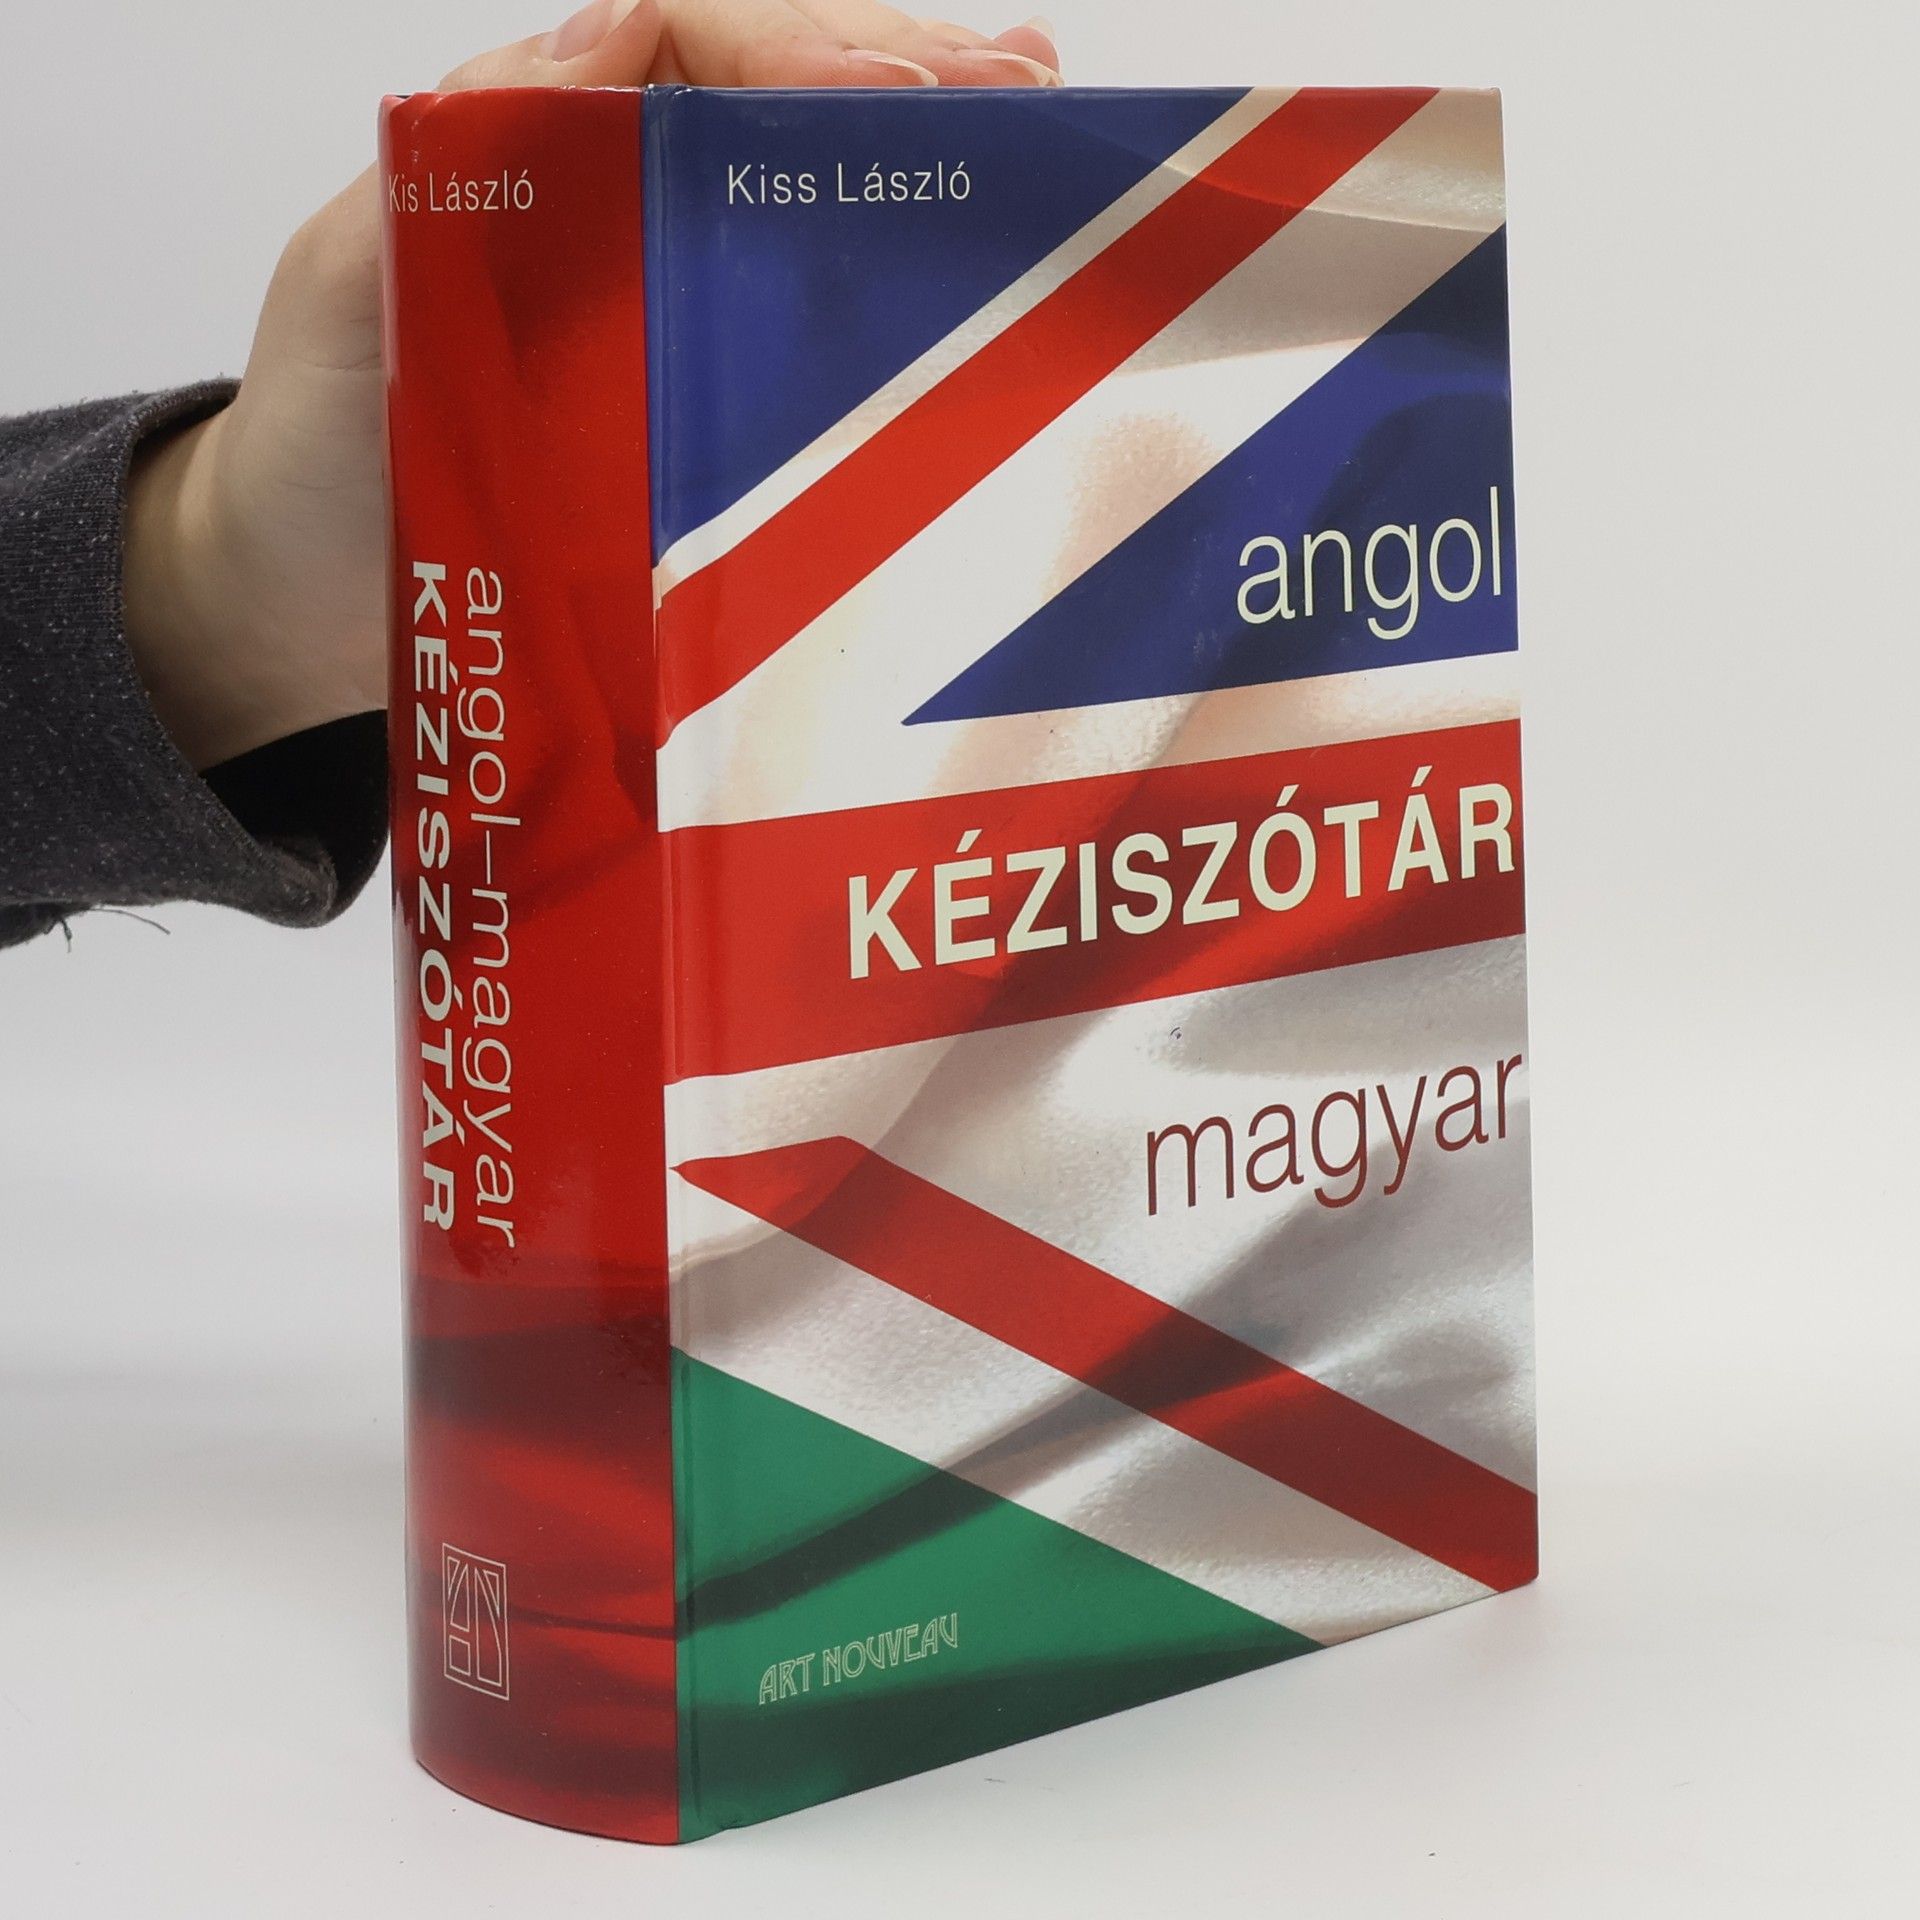 Kis László
angol-magyar
KÉZISZÓTÁR
Kiss László
angol
KÉZISZÓTÁR
magyar
ART NOUVEAU